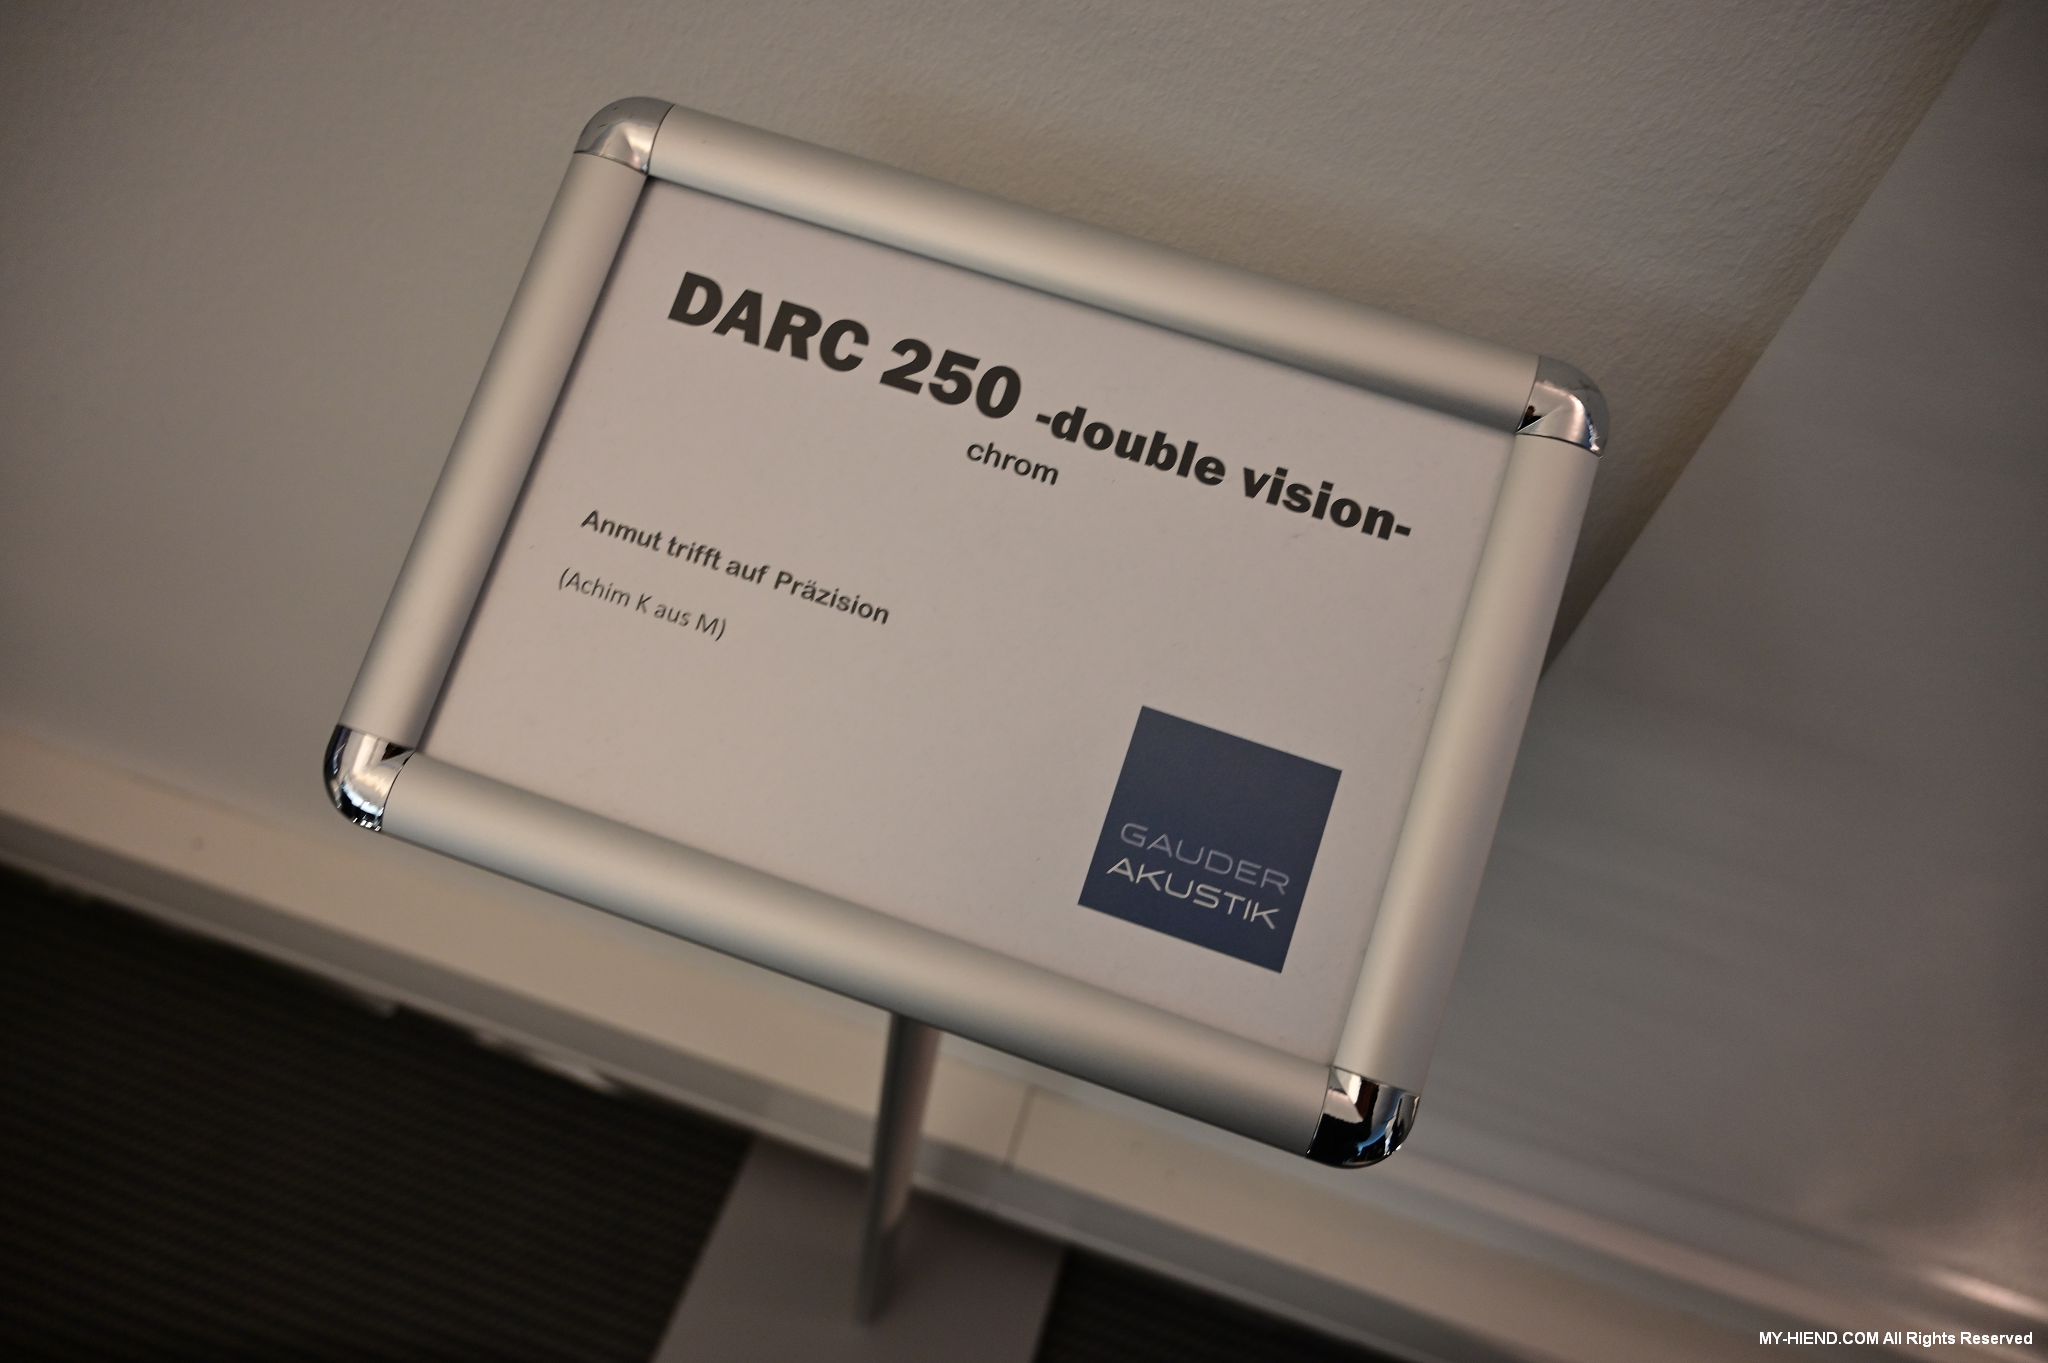 DARC 250 -double vision-
chrom
Anmut trifft auf Präzision
(Achim K aus M)
GAUDER
AKUSTIK
MY-HIEND.COM All Rights Reserved